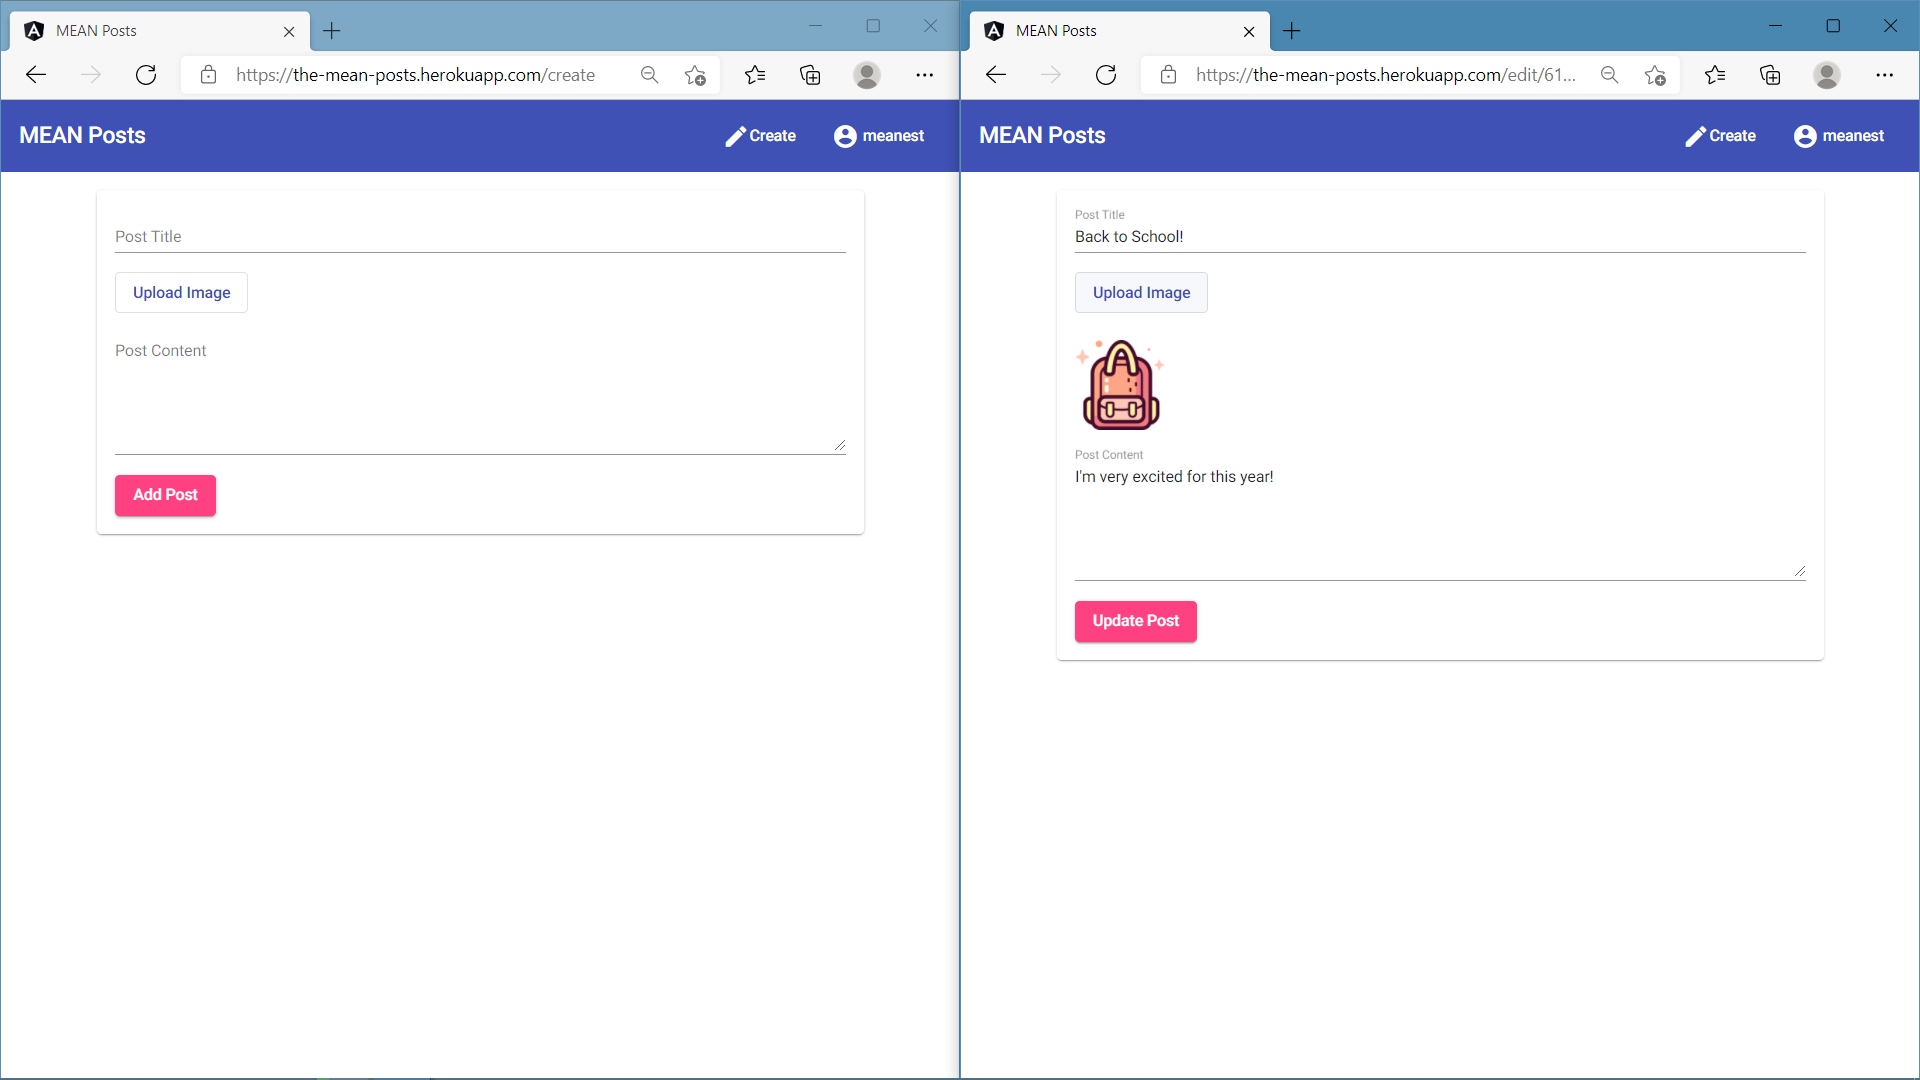 MEAN Posts
https://the-mean-posts.herokuapp.com/create
MEAN Posts
Create
meanest
Post Title
Upload Image
Post Content
Add Post
MEAN Posts
https://the-mean-posts.herokuapp.com/edit/61...
MEAN Posts
Create
meanest
Post Title
Back to School!
Upload Image
Post Content
I'm very excited for this year!
Update Post